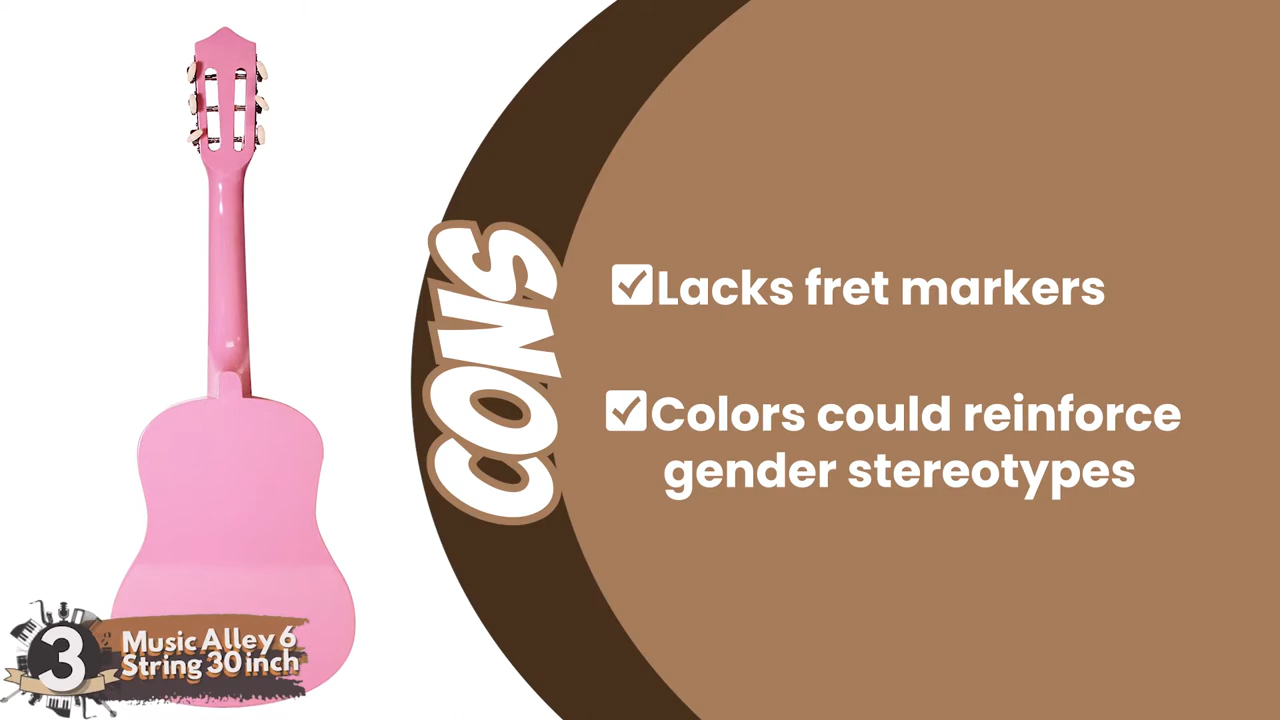 CONS
Lacks fret markers
Colors could reinforce
gender stereotypes
3
Music Alley 6
String 30 inch